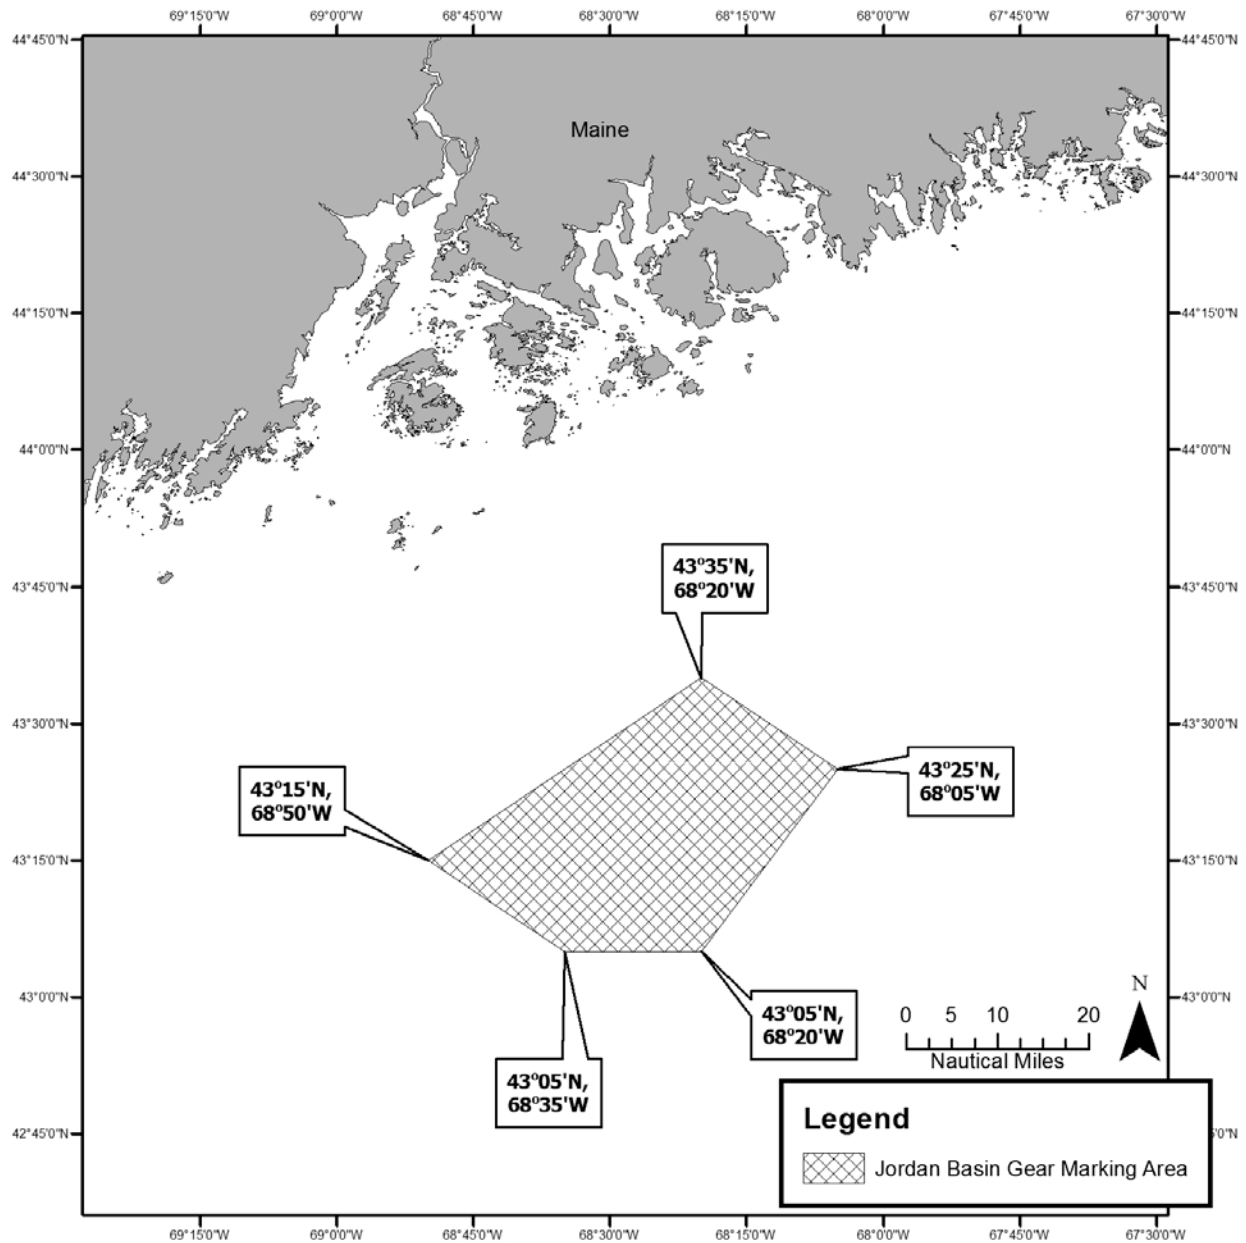 69°15'0"W 69°0'0"W 68°45'0"W 68°30'0"W 68°15'0"W 68°0'0"W 67°45'0"W 67°30'0"W
44°45'0"N 44°45'0"N
Maine
44°30'0"N 44°30'0"N
44°15'0"N 44°15'0"N
44°0'0"N 44°0'0"N
43°35'N,
68°20'W
43°45'0"N 43°45'0"N
43°30'0"N 43°30'0"N
43°25'N,
68°05'W
43°15'N,
68°50'W
43°15'0"N 43°15'0"N
43°0'0"N 43°0'0"N
N
43°05'N,
68°20'W
0 5 10 20
Nautical Miles
43°05'N,
68°35'W
Legend
42°45'0"N 5'0"N
Jordan Basin Gear Marking Area
69°15'0"W 69°0'0"W 68°45'0"W 68°30'0"W 68°15'0"W 68°0'0"W 67°45'0"W 67°30'0"W